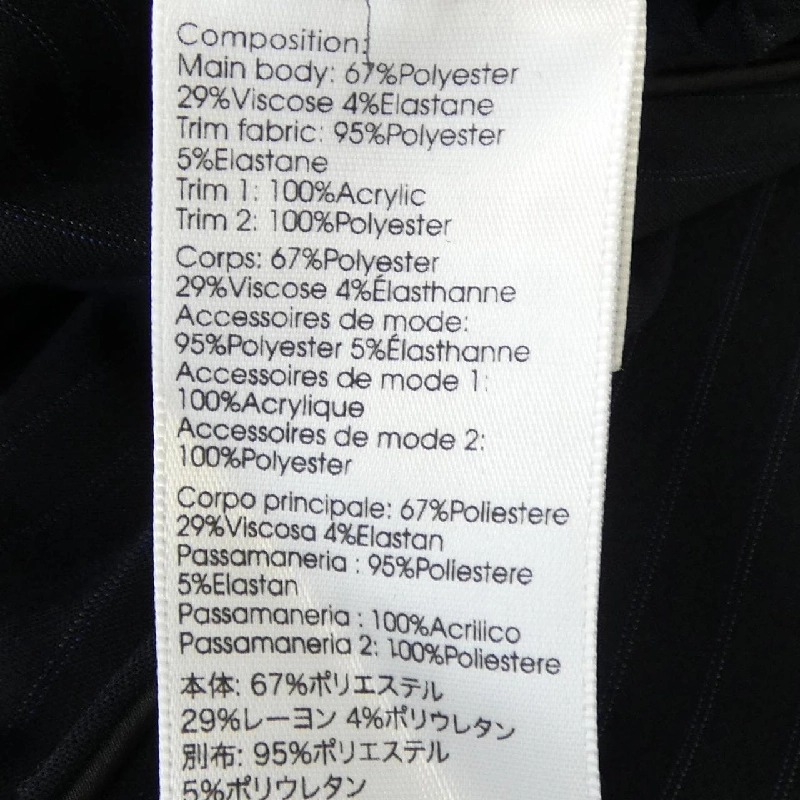 Composition:
Main body: 67%Polyester
29%Viscose 4%Elastane
Trim fabric: 95%Polyester
5%Elastane
Trim 1: 100%Acrylic
Trim 2: 100%Polyester
Corps: 67%Polyester
29%Viscose 4%Élasthanne
Accessoires de mode:
95%Polyester 5%Élasthanne
Accessoires de mode 1:
100%Acrylique
Accessoires de mode 2:
100%Polyester
Corpo principale: 67%Poliestere
29%Viscosa 4%Elastan
Passamaneria : 95%Poliestere
5%Elastan
Passamaneria : 100%Acrilico
Passamaneria 2: 100%Poliestere
本体: 67%ポリエステル
29%レーヨン 4%ポリウレタン
別布: 95%ポリエステル
5%ポリウレタン